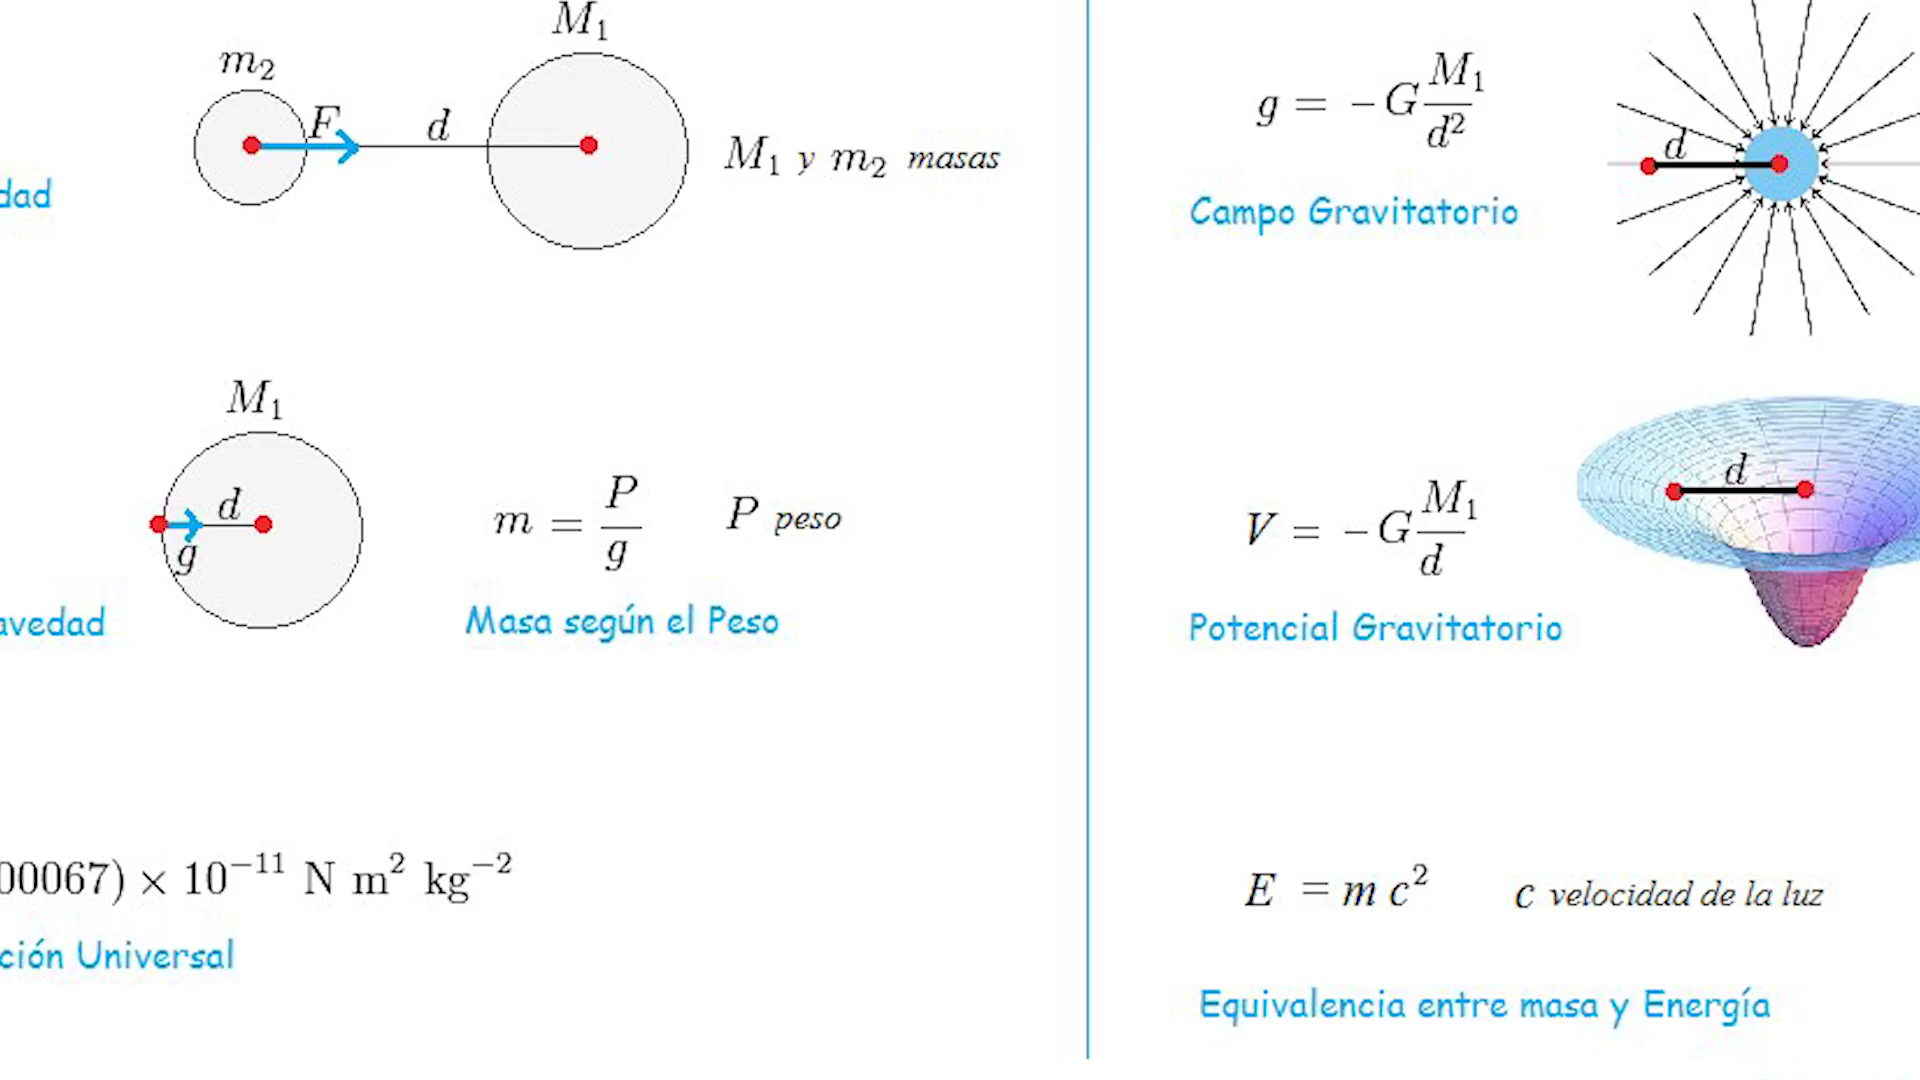 m₂
M₁
F
d
M₁ y m₂ masas
dad
M₁
d
g
m = P/g
P peso
avedad
Masa según el Peso
00067) × 10⁻¹¹ N m² kg⁻²
ción Universal
g = −G M₁/d²
d
Campo Gravitatorio
V = −G M₁/d
d
Potencial Gravitatorio
E = m c²
c velocidad de la luz
Equivalencia entre masa y Energía